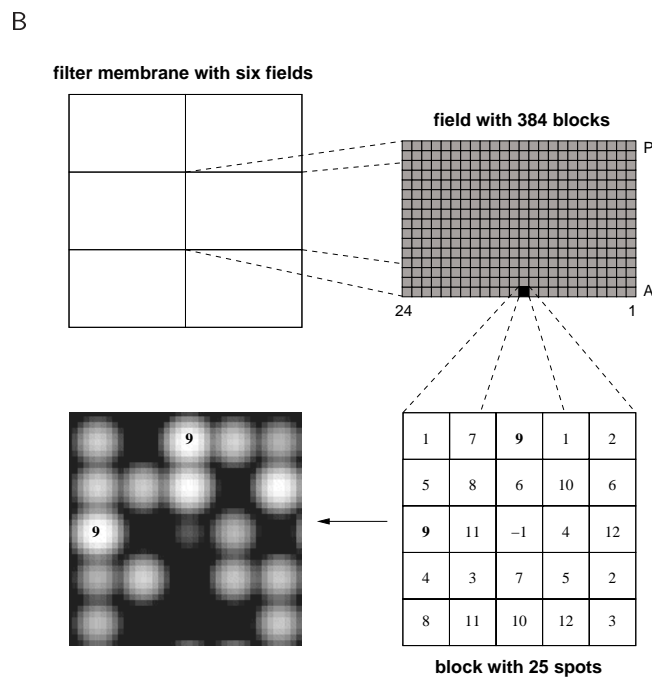 B
filter membrane with six fields
field with 384 blocks
P
A
24 1
9
9
1 7 9 1 2
5 8 6 10 6
9 11 −1 4 12
4 3 7 5 2
8 11 10 12 3
block with 25 spots